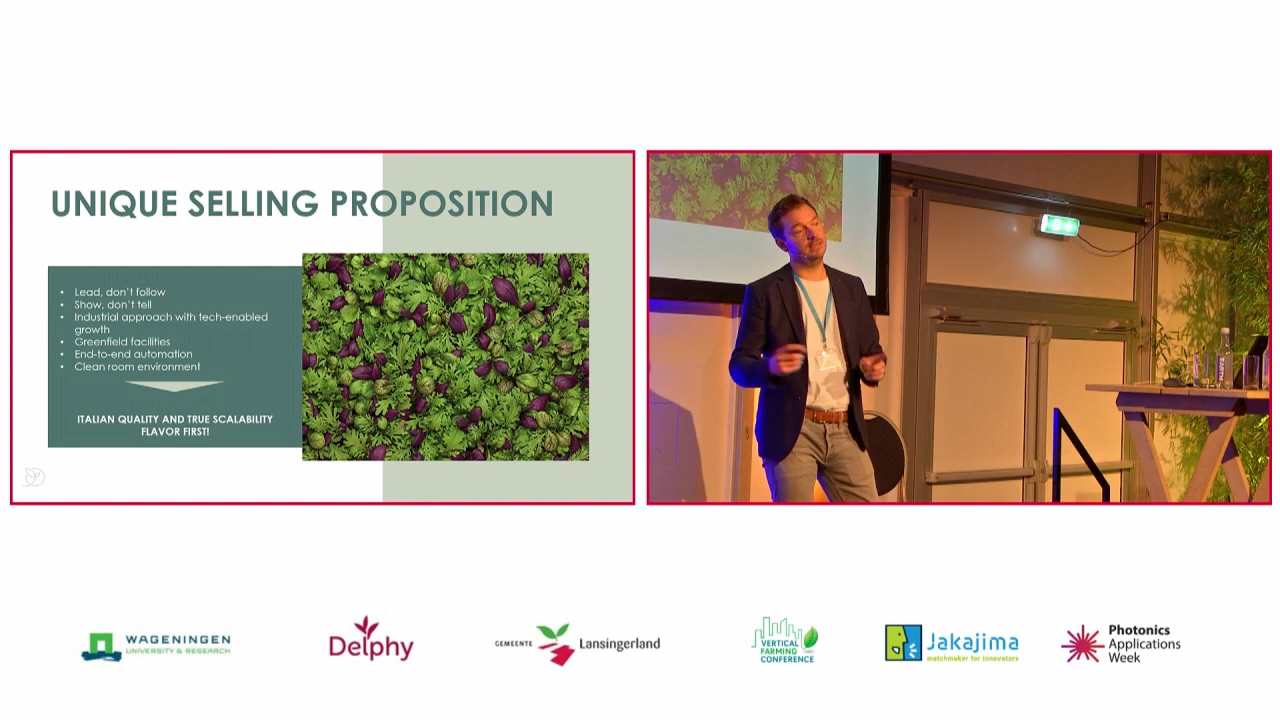 UNIQUE SELLING PROPOSITION
• Lead, don't follow
• Show, don't tell
• Industrial approach with tech-enabled
growth
• Greenfield facilities
• End-to-end automation
• Clean room environment
ITALIAN QUALITY AND TRUE SCALABILITY
FLAVOR FIRST!
WAGENINGEN
UNIVERSITY & RESEARCH
Delphy
GEMEENTE Lansingerland
VERTICAL
FARMING
CONFERENCE
Jakajima
matchmaker for innovators
Photonics
Applications
Week